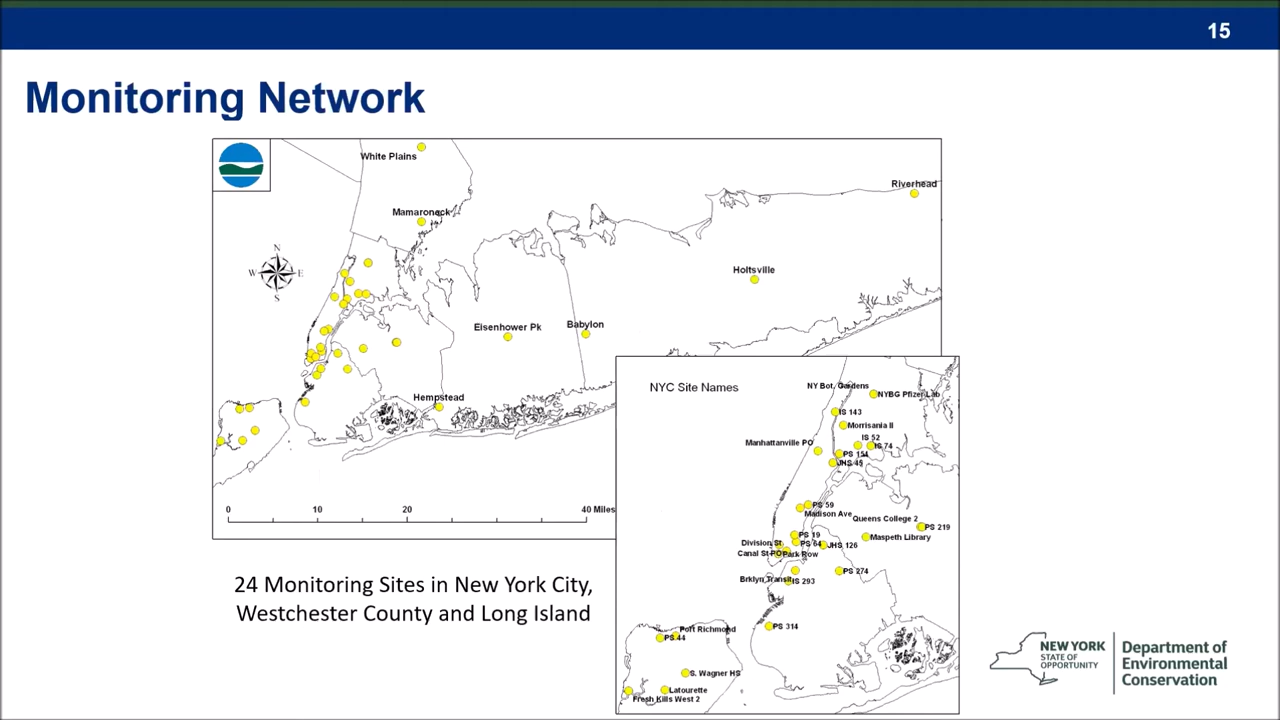 15
Monitoring Network
White Plains
Riverhead
Mamaroneck
N
W E
S
Holtsville
Eisenhower Pk
Babylon
Hempstead
0 10 20 40 Miles
NYC Site Names
NY Bot. Gardens
NYBG Pfizer Lab
IS 143
Morrisania II
IS 52
Manhattanville PO
IS 74
PS 154
JHS 45
PS 59
Madison Ave
Queens College 2
PS 219
PS 19
Maspeth Library
Division St
PS 64
JHS 126
Canal St PO
Park Row
PS 274
Brklyn Transit
IS 293
PS 314
Port Richmond
PS 44
S. Wagner HS
Latourette
Fresh Kills West 2
24 Monitoring Sites in New York City,
Westchester County and Long Island
NEW YORK
STATE OF
OPPORTUNITY
Department of
Environmental
Conservation